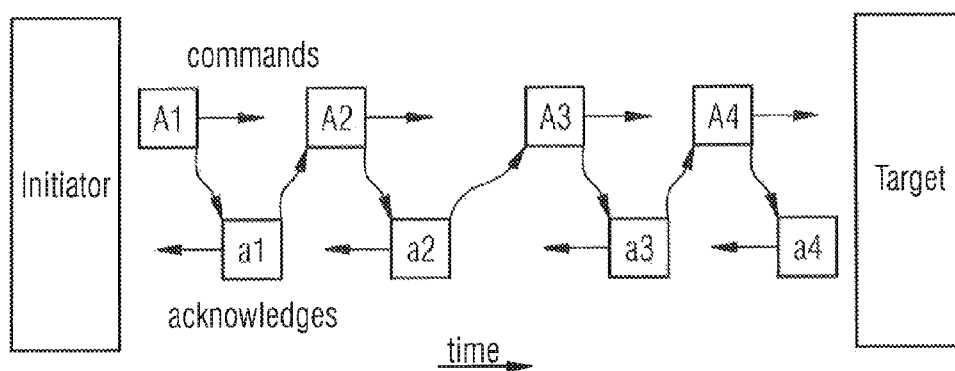 commands
A1
A2
A3
A4
Initiator
Target
a1
a2
a3
a4
acknowledges
time